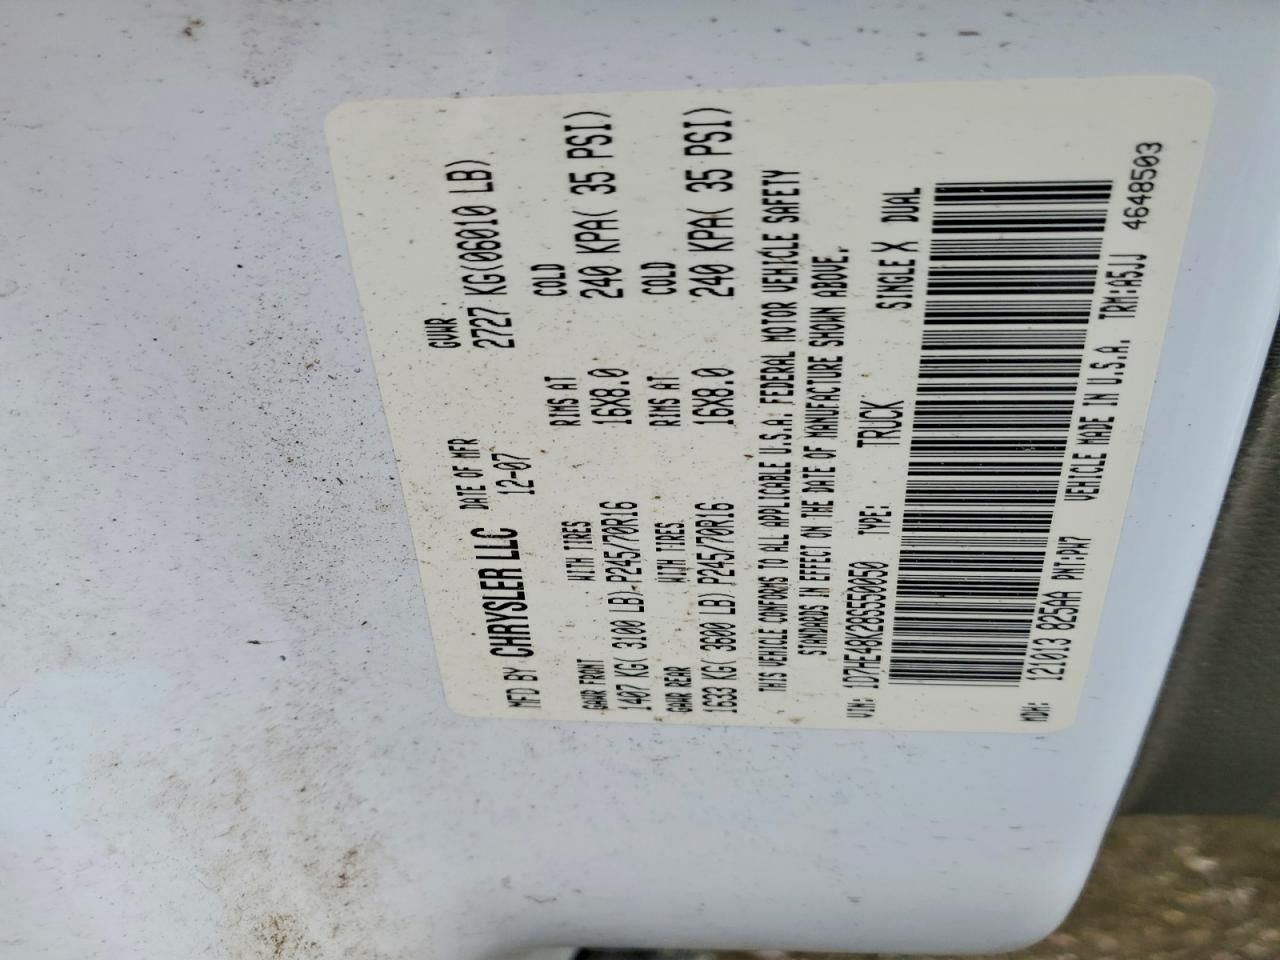 MFD BY CHRYSLER LLC DATE OF MFR GVWR
12-07 2727 KG(06010 LB)
GAWR FRONT WITH TIRES RIMS AT COLD
1407 KG( 3100 LB) P245/70R16 16X8.0 240 KPA( 35 PSI)
GAWR REAR WITH TIRES RIMS AT COLD
1633 KG( 3600 LB) P245/70R16 16X8.0 240 KPA( 35 PSI)
THIS VEHICLE CONFORMS TO ALL APPLICABLE U.S.A. FEDERAL MOTOR VEHICLE SAFETY
STANDARDS IN EFFECT ON THE DATE OF MANUFACTURE SHOWN ABOVE.
VIN: 1D7HE48K28S550050 TYPE: TRUCK SINGLE X DUAL
MDH: 121013 825AA PNT:PW7 VEHICLE MADE IN U.S.A. TRM:A5JJ 4648503